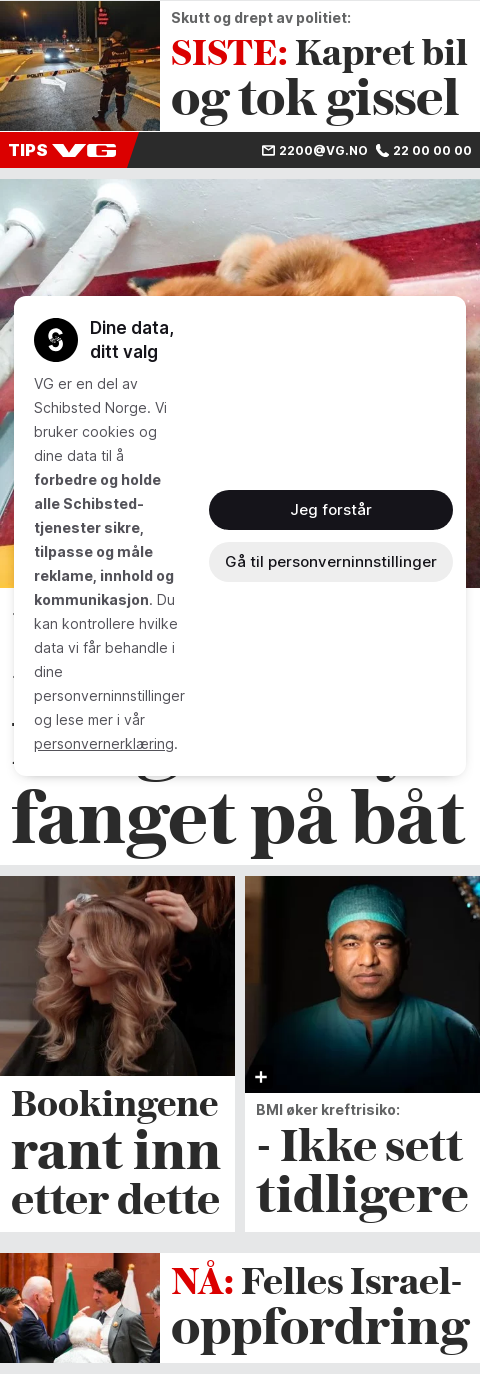 Skutt og drept av politiet:
SISTE: Kapret bil
og tok gissel
TIPS VG
2200@VG.NO 22 00 00 00
Dine data,
ditt valg
VG er en del av
Schibsted Norge. Vi
bruker cookies og
dine data til å
forbedre og holde
alle Schibsted-
tjenester sikre,
tilpasse og måle
reklame, innhold og
kommunikasjon. Du
kan kontrollere hvilke
data vi får behandle i
dine
personverninnstillinger
og lese mer i vår
personvernerklæring.
Jeg forstår
Gå til personverninnstillinger
fanget på båt
Bookingene
rant inn
etter dette
BMI øker kreftrisiko:
- Ikke sett
tidligere
NÅ: Felles Israel-
oppfordring